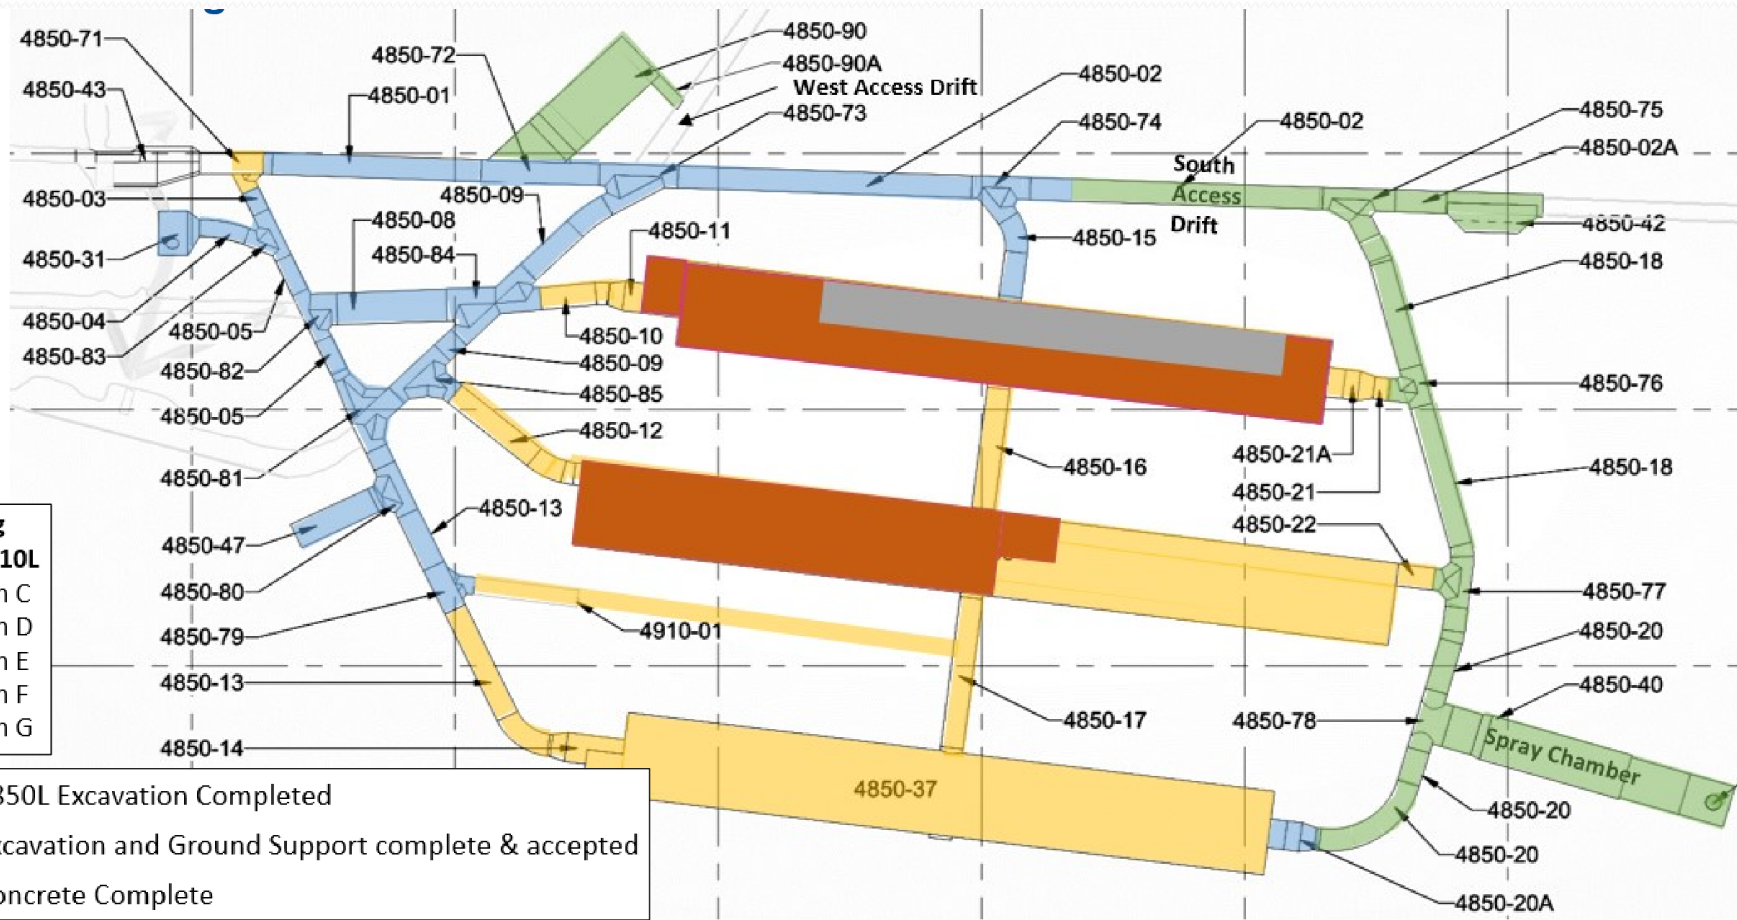 4850-71
4850-43
4850-72
4850-01
4850-90
4850-90A
West Access Drift
4850-73
4850-02
4850-74
4850-02
4850-75
4850-02A
4850-03
4850-09
4850-08
4850-84
4850-11
South
Access
Drift
4850-15
4850-42
4850-18
4850-31
4850-04
4850-05
4850-83
4850-82
4850-10
4850-09
4850-85
4850-76
4850-05
4850-12
4850-16
4850-21A
4850-21
4850-18
4850-81
4850-13
4850-22
4850-47
4850-80
4850-77
4850-79
4910-01
4850-20
4850-13
4850-40
4850-17
4850-78
4850-14
Spray Chamber
4850-37
4850-20
4850-20
4850-20A
10L
C
D
E
F
G
850L Excavation Completed
xcavation and Ground Support complete & accepted
oncrete Complete